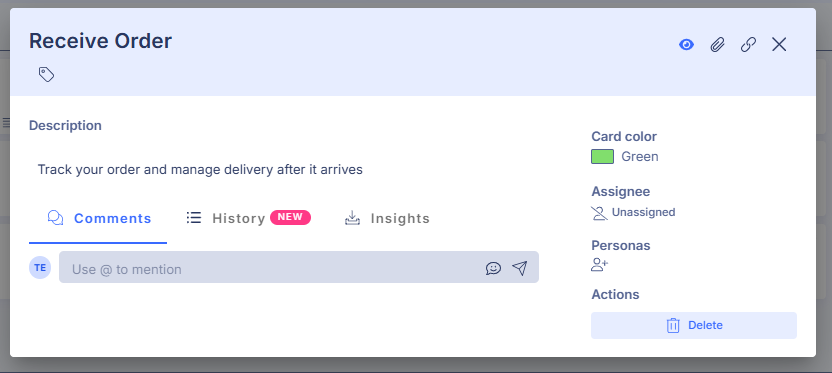 Receive Order
Description
Track your order and manage delivery after it arrives
Comments
History NEW
Insights
TE
Use @ to mention
Card color
Green
Assignee
Unassigned
Personas
Actions
Delete